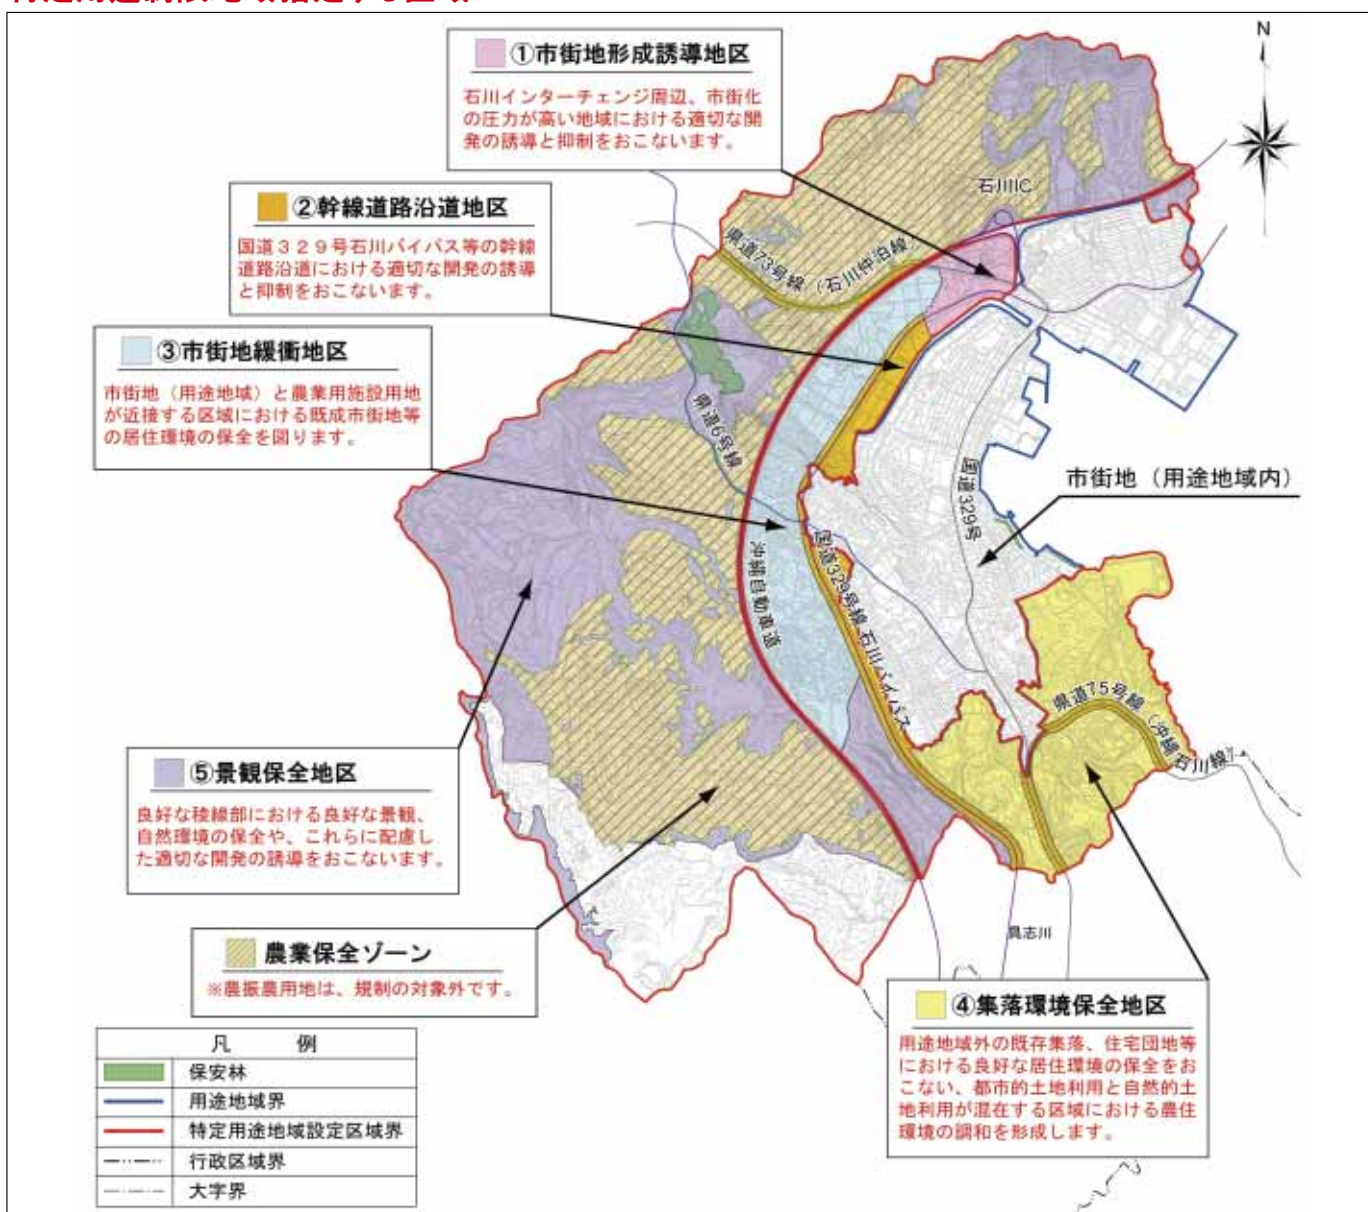 ①市街地形成誘導地区
石川インターチェンジ周辺、市街化
の圧力が高い地域における適切な開
発の誘導と抑制をおこないます。
N
石川IC
②幹線道路沿道地区
国道３２９号石川バイパス等の幹線
道路沿道における適切な開発の誘導
と抑制をおこないます。
県道73号線（石川仲泊線）
③市街地緩衝地区
市街地（用途地域）と農業用施設用地
が近接する区域における既成市街地等
の居住環境の保全を図ります。
県道6号線
国道329号
市街地（用途地域内）
沖縄自動車道
国道329号線石川バイパス
県道75号線（沖縄石川線）
⑤景観保全地区
良好な稜線部における良好な景観、
自然環境の保全や、これらに配慮し
た適切な開発の誘導をおこないます。
農業保全ゾーン
※農振農用地は、規制の対象外です。
具志川
④集落環境保全地区
用途地域外の既存集落、住宅団地等
における良好な居住環境の保全をお
こない、都市的土地利用と自然的土
地利用が混在する区域における農住
環境の調和を形成します。
凡　例
保安林
用途地域界
特定用途地域設定区域界
行政区域界
大字界